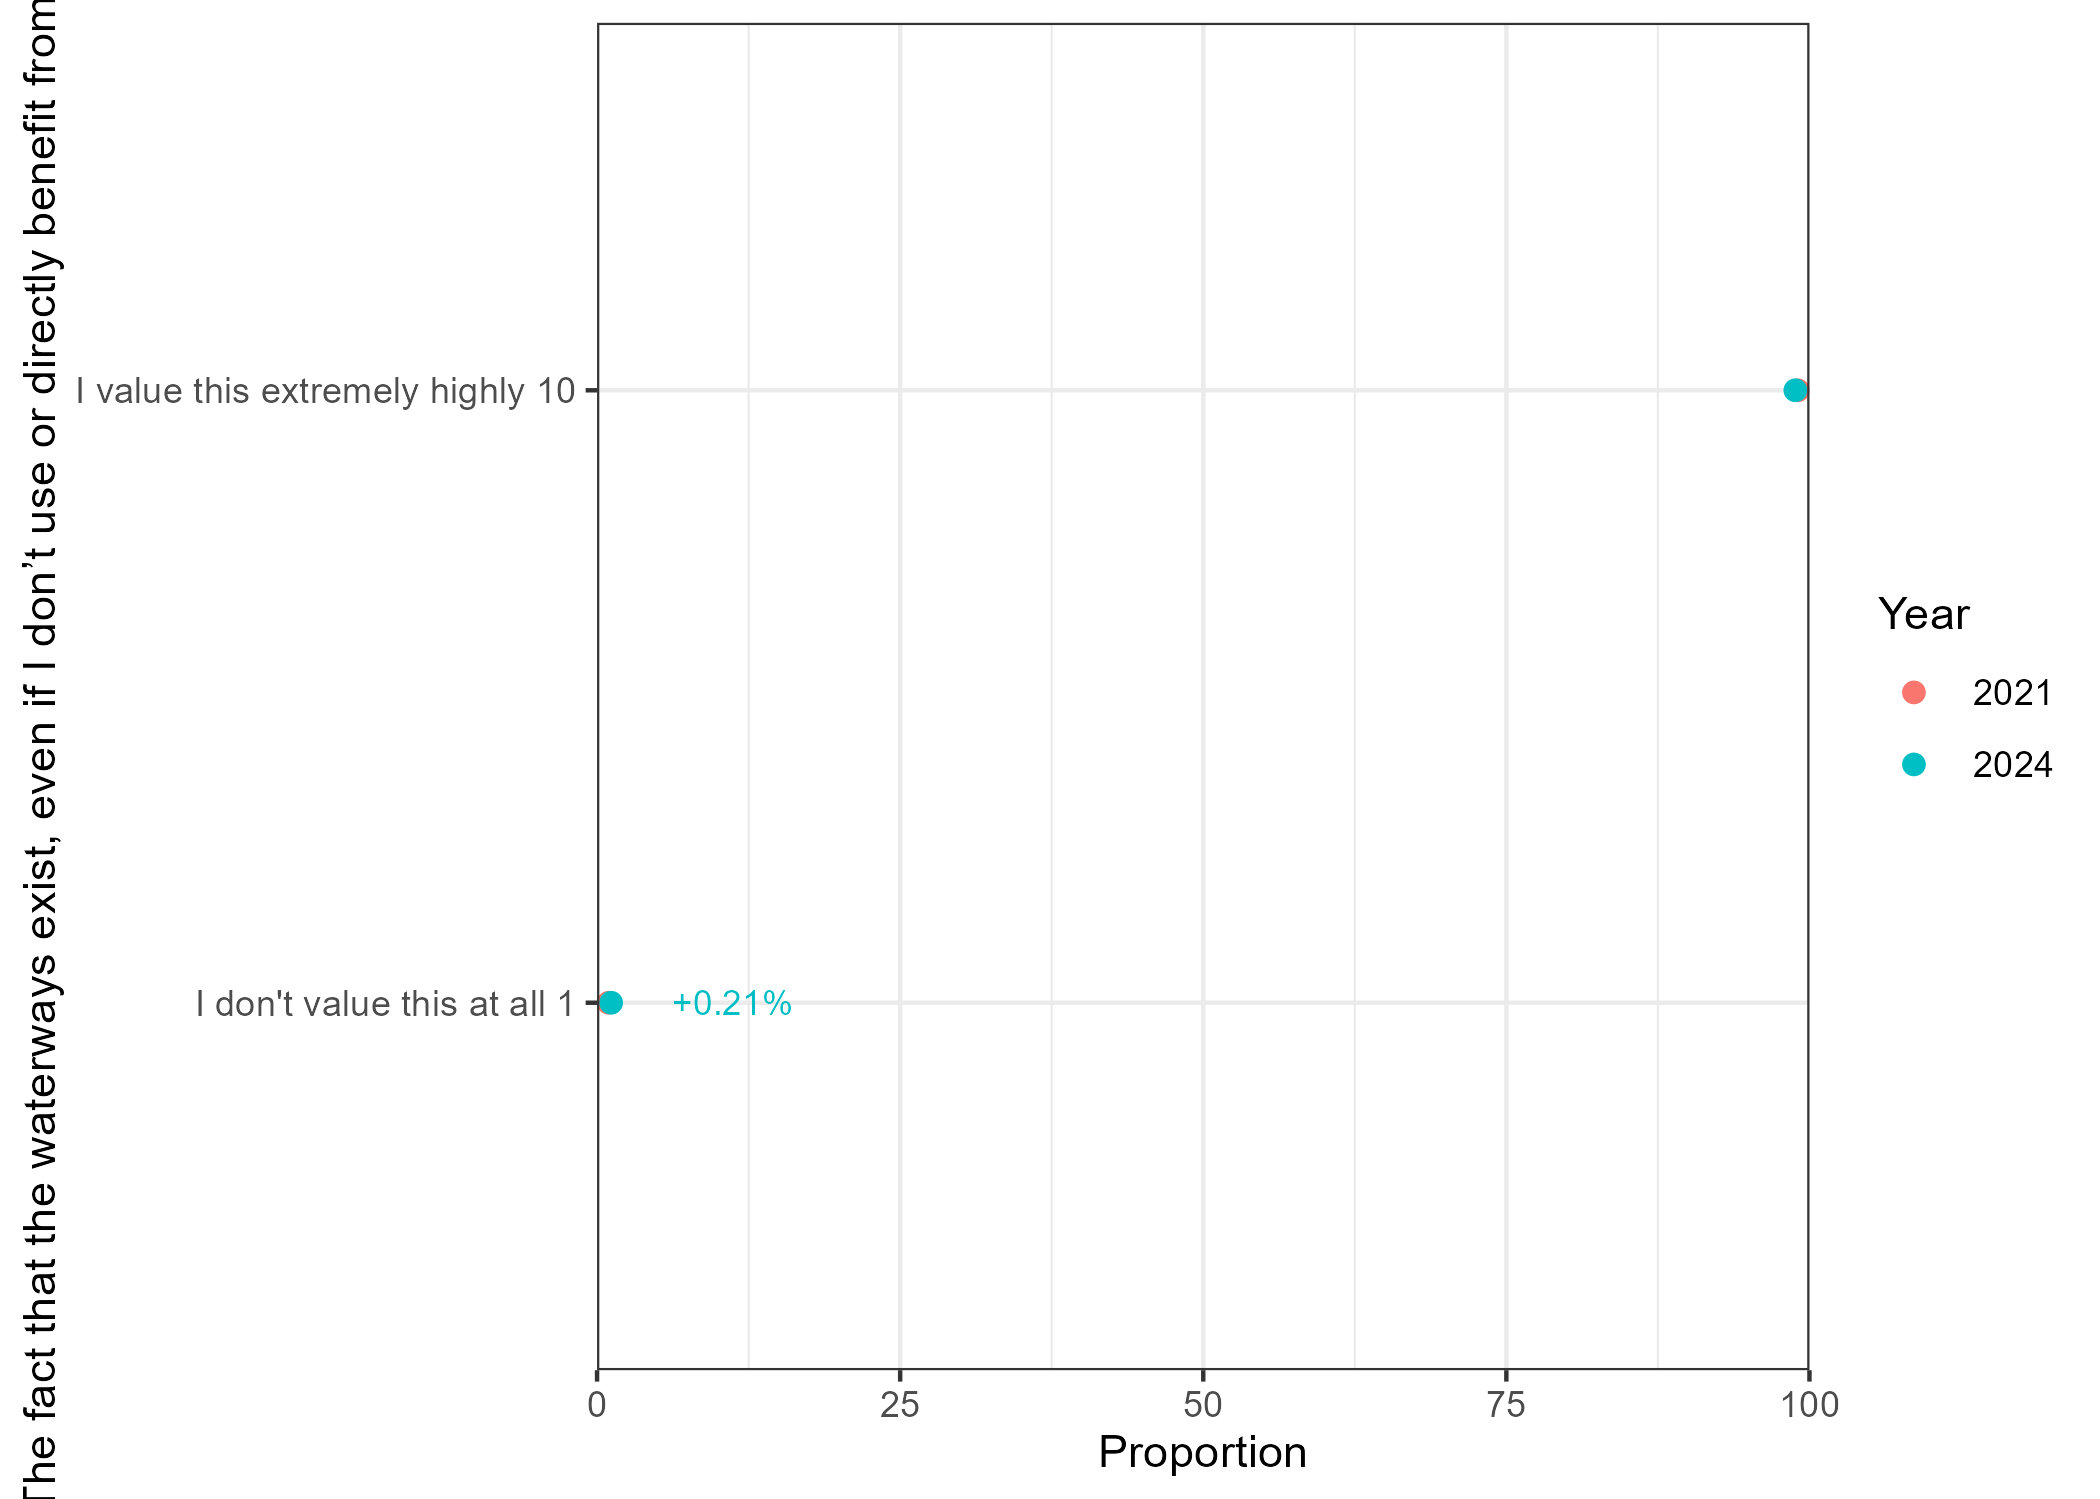 The fact that the waterways exist, even if I don’t use or directly benefit from
I value this extremely highly 10
I don't value this at all 1
+0.21%
0
25
50
75
100
Proportion
Year
2021
2024